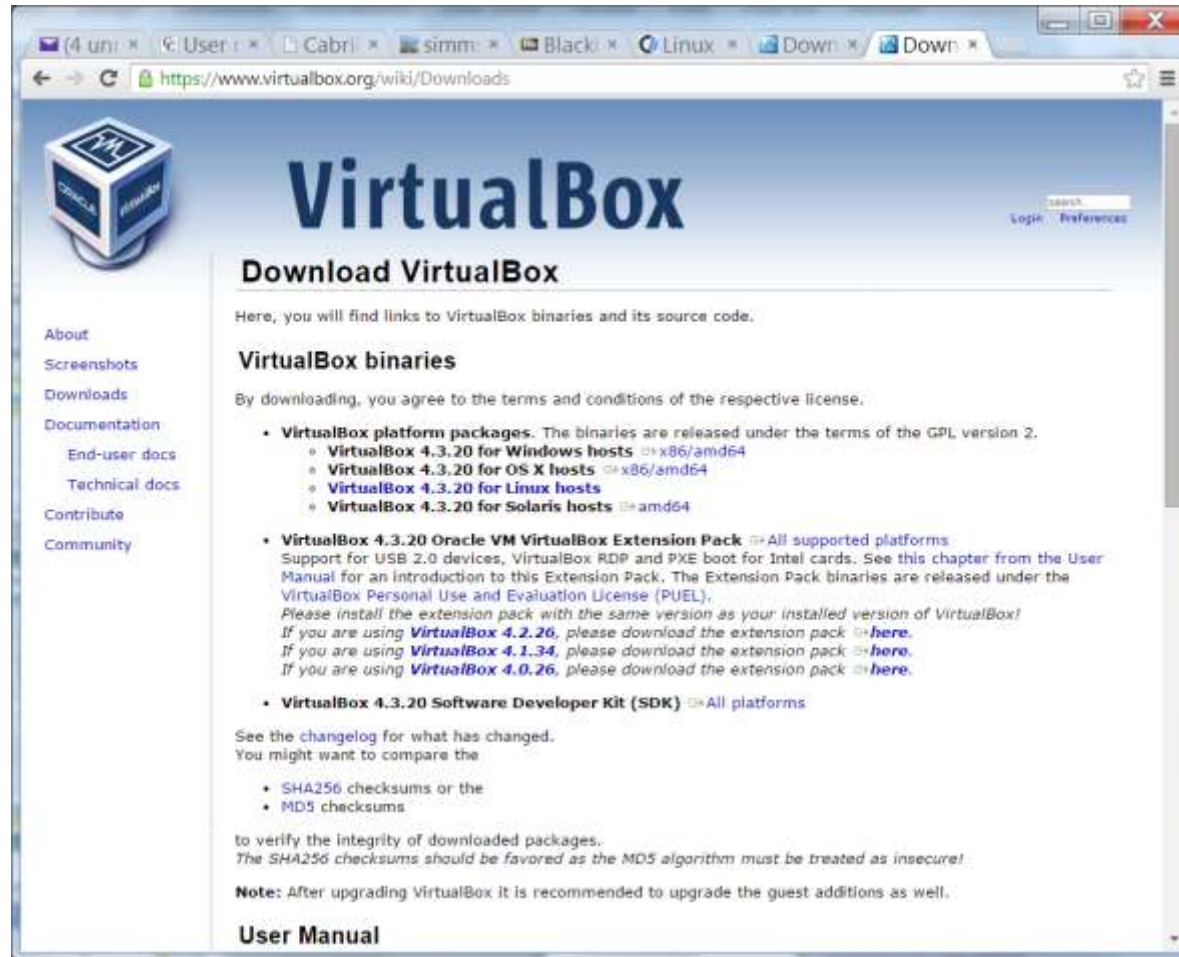 (4 unr
User
Cabri
simm
Black
Linux
Down
Down
https://www.virtualbox.org/wiki/Downloads
ORACLE
VirtualBox
VirtualBox
search
Login Preferences
Download VirtualBox
About
Screenshots
Downloads
Documentation
End-user docs
Technical docs
Contribute
Community
Here, you will find links to VirtualBox binaries and its source code.
VirtualBox binaries
By downloading, you agree to the terms and conditions of the respective license.
• VirtualBox platform packages. The binaries are released under the terms of the GPL version 2.
VirtualBox 4.3.20 for Windows hosts x86/amd64
VirtualBox 4.3.20 for OS X hosts x86/amd64
VirtualBox 4.3.20 for Linux hosts
VirtualBox 4.3.20 for Solaris hosts amd64
• VirtualBox 4.3.20 Oracle VM VirtualBox Extension Pack All supported platforms
Support for USB 2.0 devices, VirtualBox RDP and PXE boot for Intel cards. See this chapter from the User
Manual for an introduction to this Extension Pack. The Extension Pack binaries are released under the
VirtualBox Personal Use and Evaluation License (PUEL).
Please install the extension pack with the same version as your installed version of VirtualBox!
If you are using VirtualBox 4.2.26, please download the extension pack here.
If you are using VirtualBox 4.1.34, please download the extension pack here.
If you are using VirtualBox 4.0.26, please download the extension pack here.
• VirtualBox 4.3.20 Software Developer Kit (SDK) All platforms
See the changelog for what has changed.
You might want to compare the
• SHA256 checksums or the
• MD5 checksums
to verify the integrity of downloaded packages.
The SHA256 checksums should be favored as the MD5 algorithm must be treated as insecure!
Note: After upgrading VirtualBox it is recommended to upgrade the guest additions as well.
User Manual